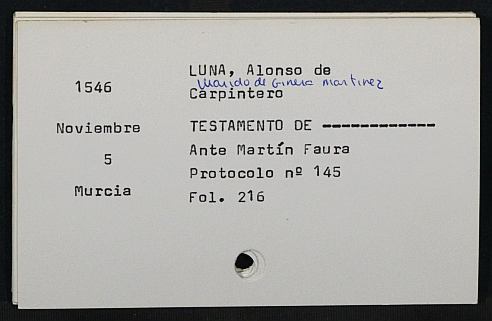 LUNA, Alonso de
1546
marido de Ginesa Martinez
Carpintero
Noviembre
TESTAMENTO DE ------------
5
Ante Martín Faura
Protocolo nº 145
Murcia
Fol. 216